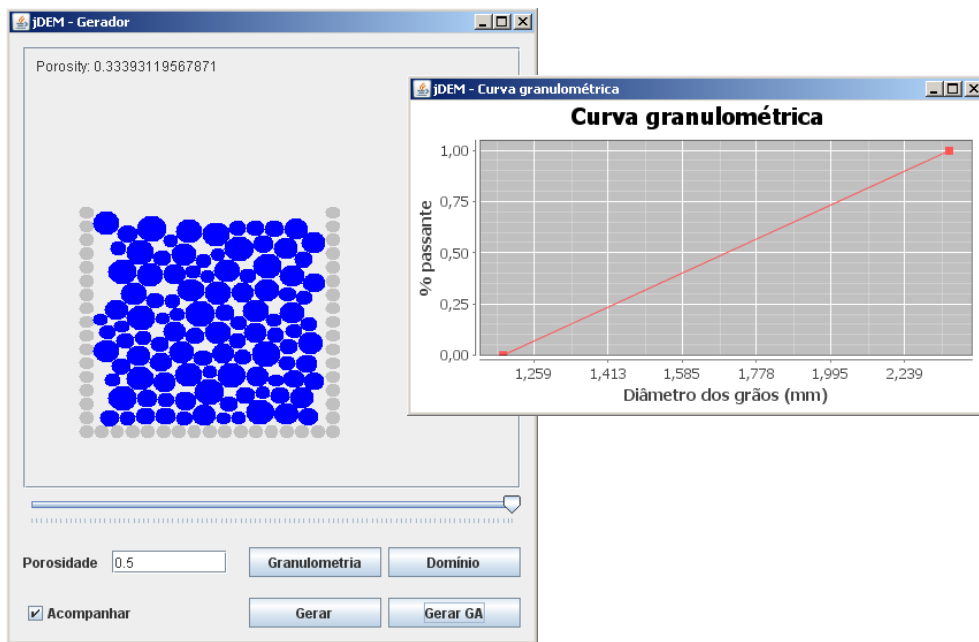 jDEM - Gerador
Porosity: 0.33393119567871
jDEM - Curva granulométrica
Curva granulométrica
% passante
1,00
0,75
0,50
0,25
0,00
1,259 1,413 1,585 1,778 1,995 2,239
Diâmetro dos grãos (mm)
Porosidade 0.5 Granulometria Domínio
Acompanhar Gerar Gerar GA